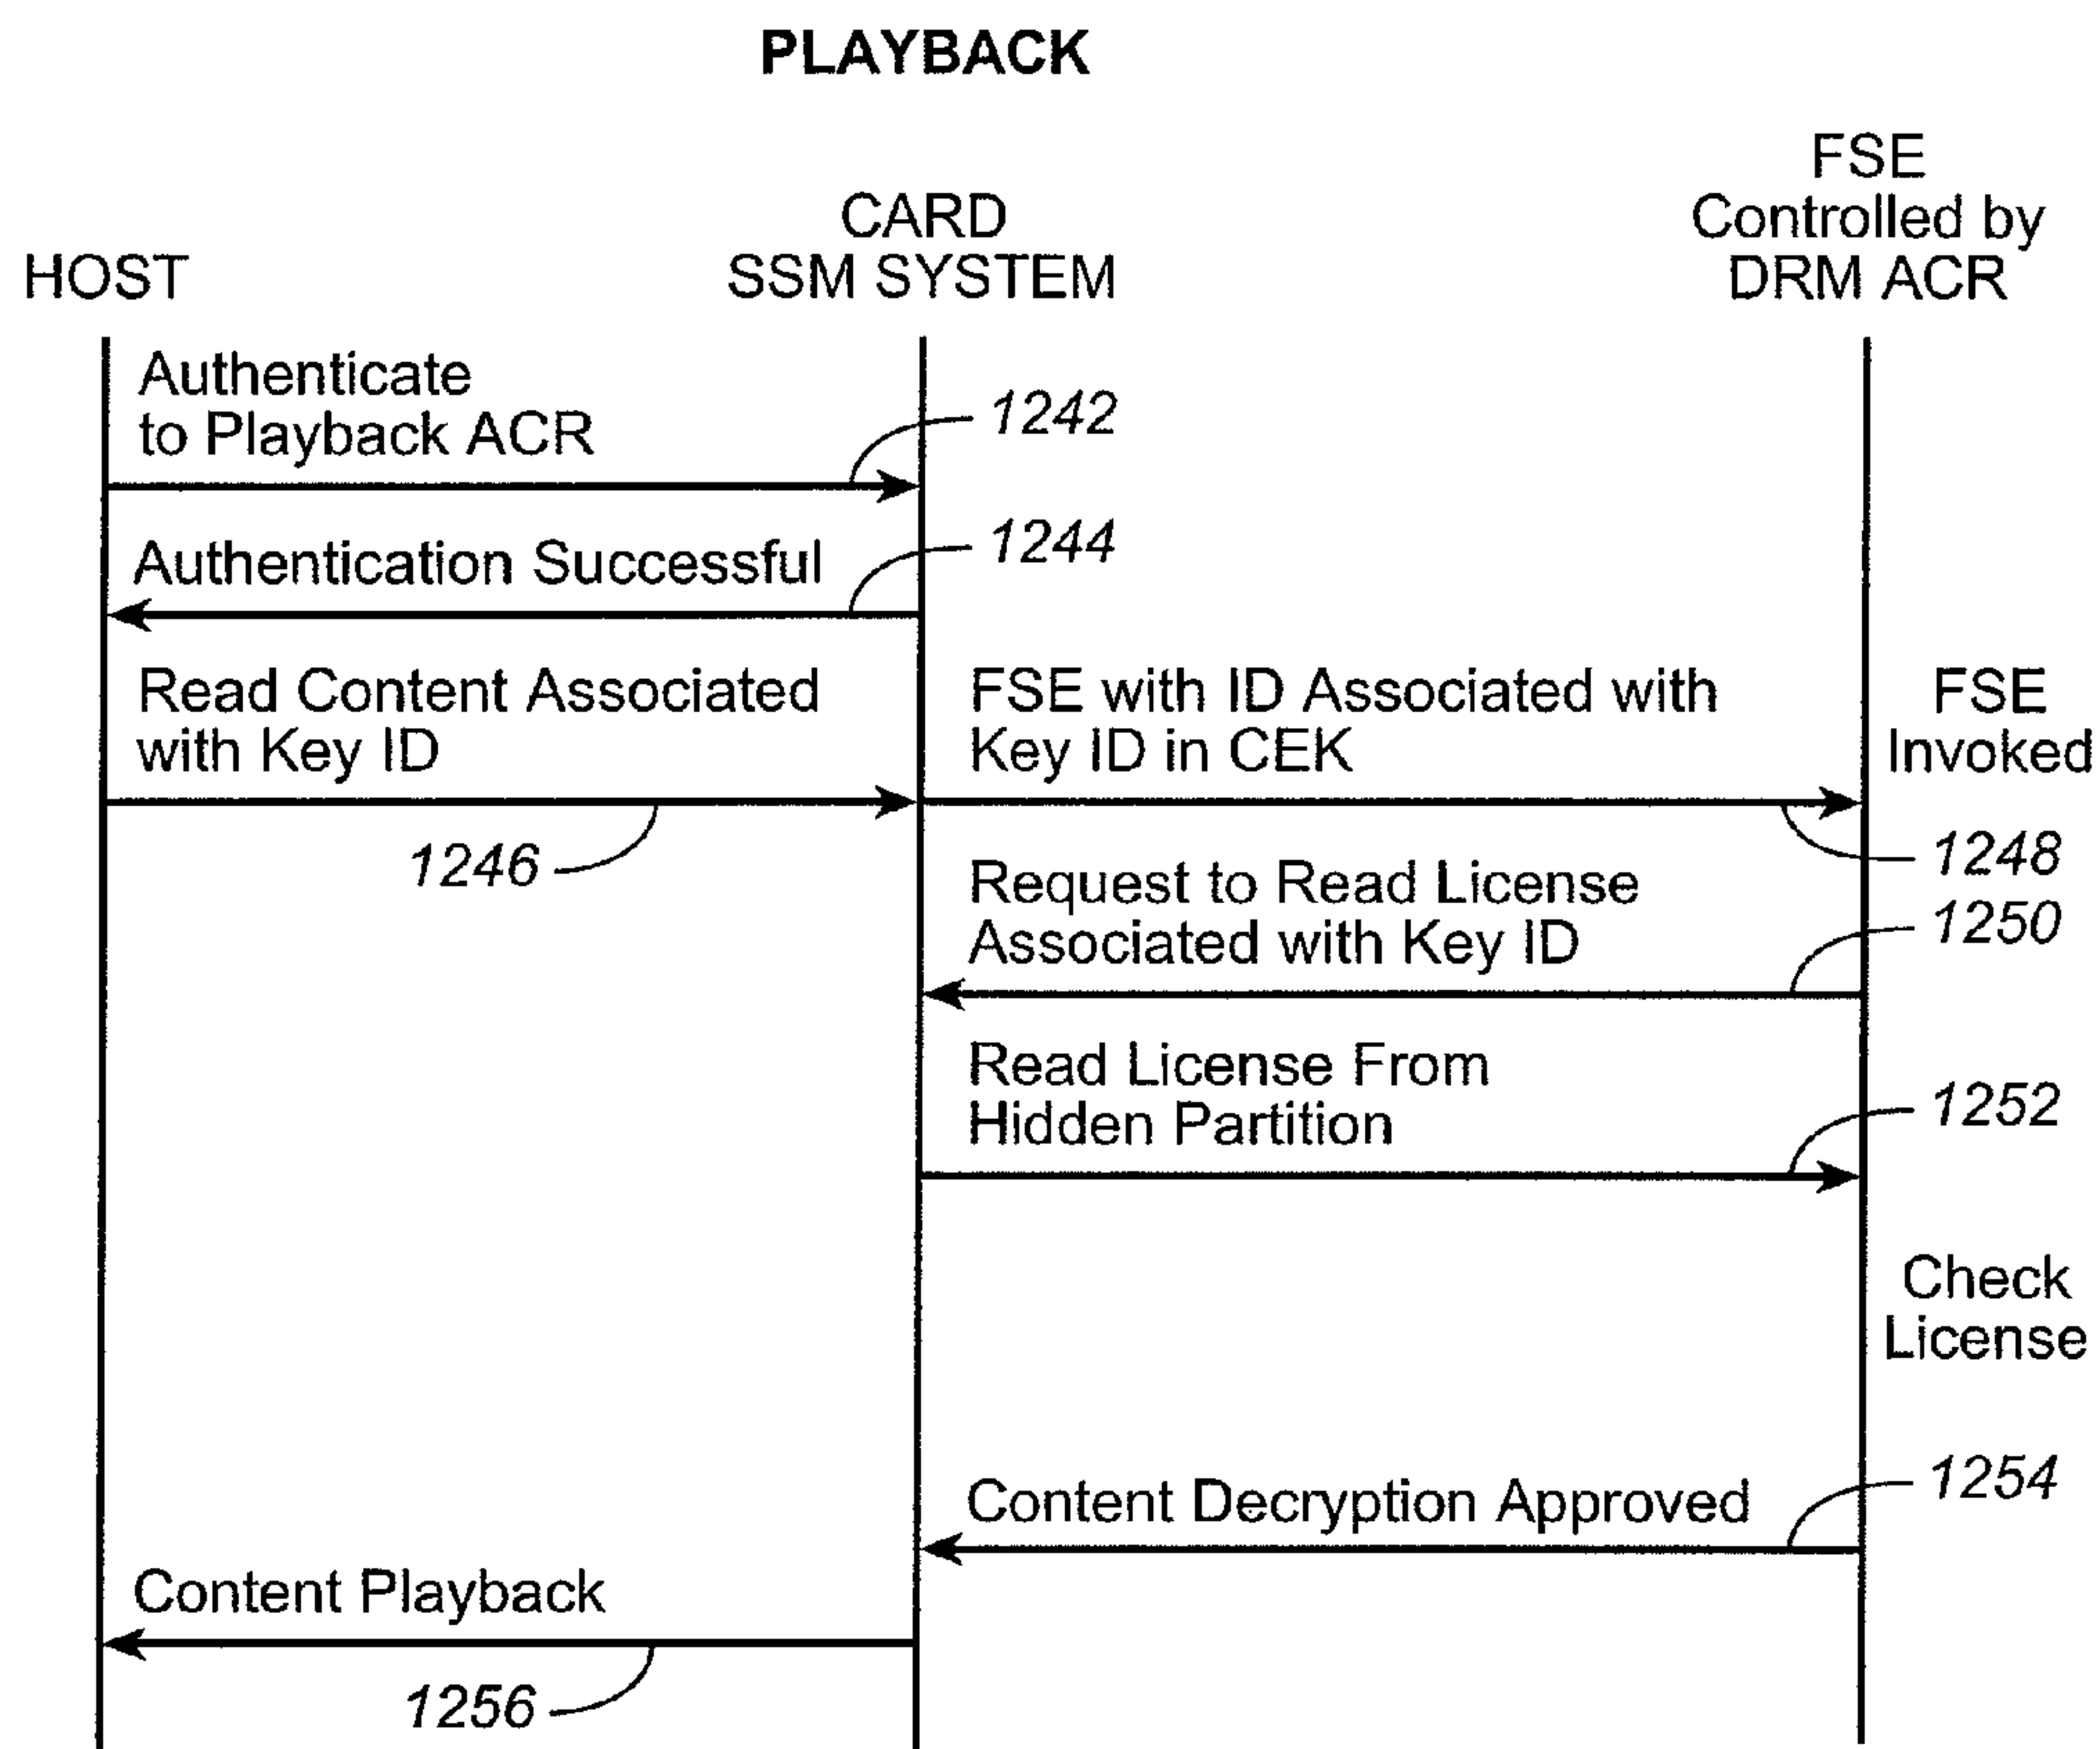 PLAYBACK
HOST
CARD
SSM SYSTEM
FSE
Controlled by
DRM ACR
Authenticate
to Playback ACR
1242
Authentication Successful
1244
Read Content Associated
with Key ID
1246
FSE with ID Associated with
Key ID in CEK
FSE
Invoked
1248
Request to Read License
Associated with Key ID
1250
Read License From
Hidden Partition
1252
Check
License
Content Decryption Approved
1254
Content Playback
1256